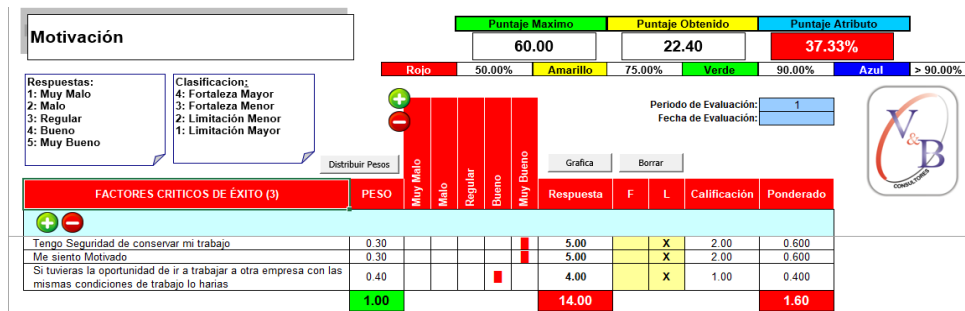 Motivación
Puntaje Maximo
Puntaje Obtenido
Puntaje Atributo
60.00
22.40
37.33%
Rojo 50.00% Amarillo 75.00% Verde 90.00% Azul > 90.00%
Respuestas:
1: Muy Malo
2: Malo
3: Regular
4: Bueno
5: Muy Bueno
Clasificacion:
4: Fortaleza Mayor
3: Fortaleza Menor
2: Limitación Menor
1: Limitación Mayor
Periodo de Evaluación: 1
Fecha de Evaluación:
V&B
CONSULTORES
Distribuir Pesos
Grafica
Borrar
FACTORES CRITICOS DE ÉXITO (3) PESO Muy Malo Malo Regular Bueno Muy Bueno Respuesta F L Calificación Ponderado
Tengo Seguridad de conservar mi trabajo 0.30 5.00 X 2.00 0.600
Me siento Motivado 0.30 5.00 X 2.00 0.600
Si tuvieras la oportunidad de ir a trabajar a otra empresa con las
mismas condiciones de trabajo lo harias 0.40 4.00 X 1.00 0.400
1.00 14.00 1.60